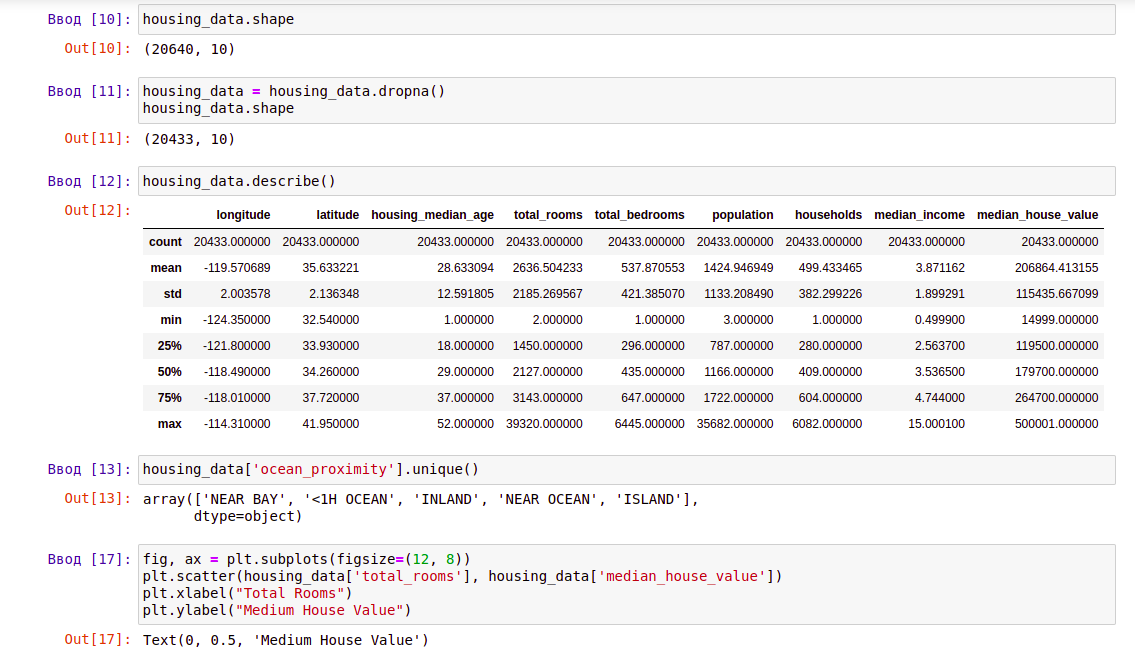 Ввод [10]: housing_data.shape
Out[10]: (20640, 10)
Ввод [11]: housing_data = housing_data.dropna()
housing_data.shape
Out[11]: (20433, 10)
Ввод [12]: housing_data.describe()
Out[12]:
longitude latitude housing_median_age total_rooms total_bedrooms population households median_income median_house_value
count 20433.000000 20433.000000 20433.000000 20433.000000 20433.000000 20433.000000 20433.000000 20433.000000 20433.000000
mean -119.570689 35.633221 28.633094 2636.504233 537.870553 1424.946949 499.433465 3.871162 206864.413155
std 2.003578 2.136348 12.591805 2185.269567 421.385070 1133.208490 382.299226 1.899291 115435.667099
min -124.350000 32.540000 1.000000 2.000000 1.000000 3.000000 1.000000 0.499900 14999.000000
25% -121.800000 33.930000 18.000000 1450.000000 296.000000 787.000000 280.000000 2.563700 119500.000000
50% -118.490000 34.260000 29.000000 2127.000000 435.000000 1166.000000 409.000000 3.536500 179700.000000
75% -118.010000 37.720000 37.000000 3143.000000 647.000000 1722.000000 604.000000 4.744000 264700.000000
max -114.310000 41.950000 52.000000 39320.000000 6445.000000 35682.000000 6082.000000 15.000100 500001.000000
Ввод [13]: housing_data['ocean_proximity'].unique()
Out[13]: array(['NEAR BAY', '<1H OCEAN', 'INLAND', 'NEAR OCEAN', 'ISLAND'],
dtype=object)
Ввод [17]: fig, ax = plt.subplots(figsize=(12, 8))
plt.scatter(housing_data['total_rooms'], housing_data['median_house_value'])
plt.xlabel("Total Rooms")
plt.ylabel("Medium House Value")
Out[17]: Text(0, 0.5, 'Medium House Value')